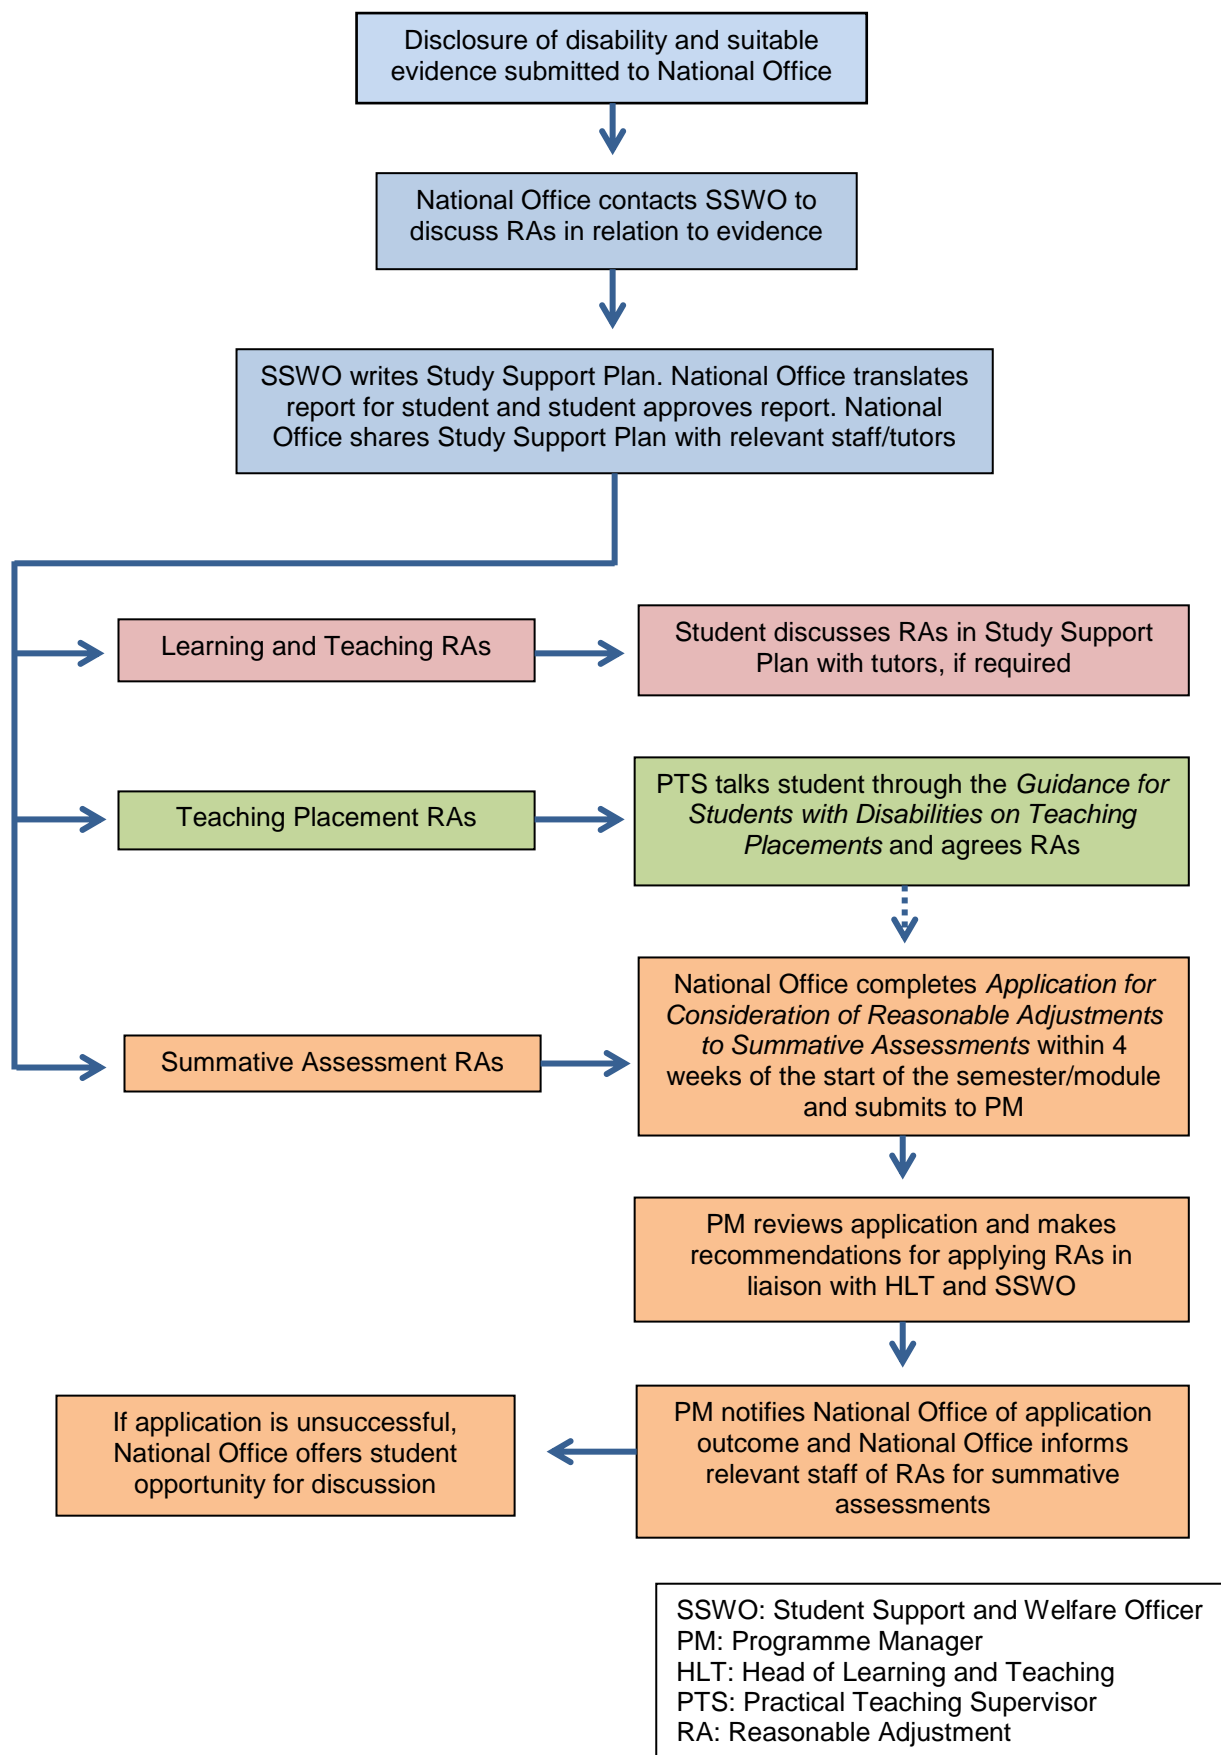 Disclosure of disability and suitable
evidence submitted to National Office
National Office contacts SSWO to
discuss RAs in relation to evidence
SSWO writes Study Support Plan. National Office translates
report for student and student approves report. National
Office shares Study Support Plan with relevant staff/tutors
Learning and Teaching RAs
Student discusses RAs in Study Support
Plan with tutors, if required
Teaching Placement RAs
PTS talks student through the Guidance for
Students with Disabilities on Teaching
Placements and agrees RAs
Summative Assessment RAs
National Office completes Application for
Consideration of Reasonable Adjustments
to Summative Assessments within 4
weeks of the start of the semester/module
and submits to PM
PM reviews application and makes
recommendations for applying RAs in
liaison with HLT and SSWO
PM notifies National Office of application
outcome and National Office informs
relevant staff of RAs for summative
assessments
If application is unsuccessful,
National Office offers student
opportunity for discussion
SSWO: Student Support and Welfare Officer
PM: Programme Manager
HLT: Head of Learning and Teaching
PTS: Practical Teaching Supervisor
RA: Reasonable Adjustment